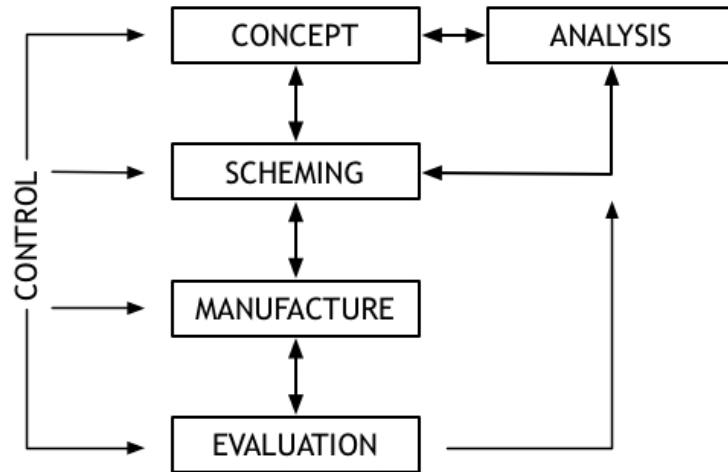 CONCEPT
ANALYSIS
SCHEMING
CONTROL
MANUFACTURE
EVALUATION